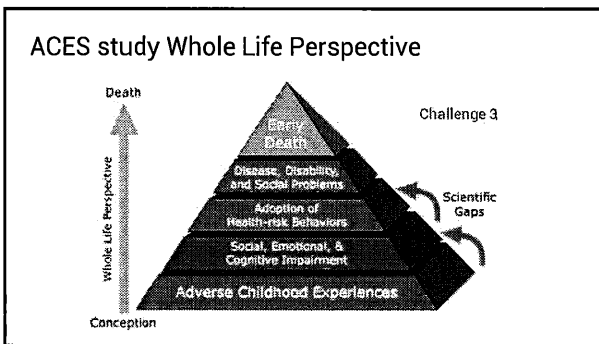 ACES study Whole Life Perspective
Death
Challenge 3
Early
Death
Disease, Disability,
and Social Problems
Scientific
Gaps
Adoption of
Health-risk Behaviors
Whole Life Perspective
Social, Emotional, &
Cognitive Impairment
Adverse Childhood Experiences
Conception